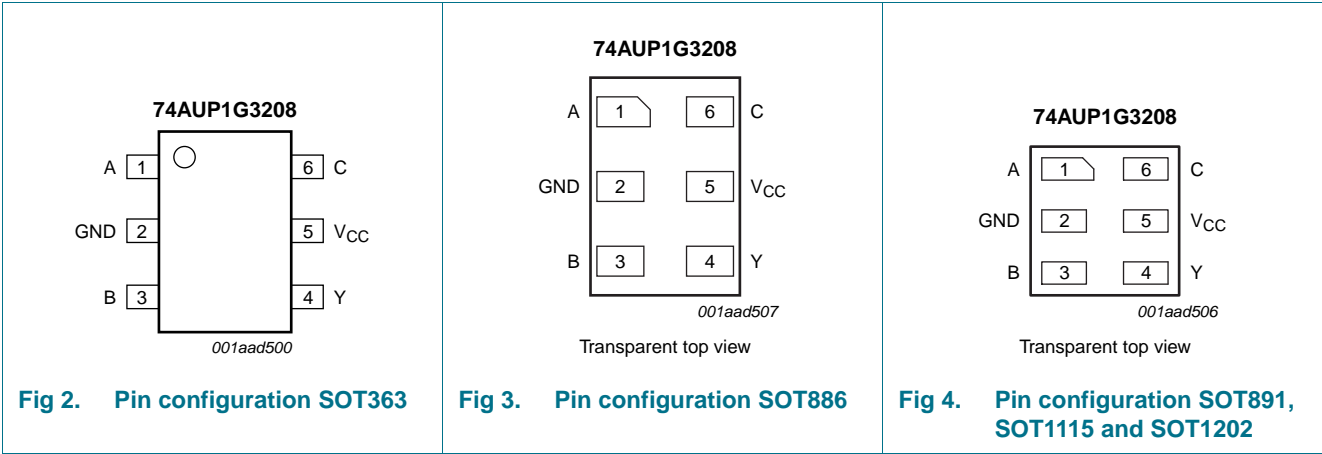 74AUP1G3208
A 1 6 C
GND 2 5 VCC
B 3 4 Y
001aad500
Fig 2. Pin configuration SOT363
74AUP1G3208
A 1 6 C
GND 2 5 VCC
B 3 4 Y
001aad507
Transparent top view
Fig 3. Pin configuration SOT886
74AUP1G3208
A 1 6 C
GND 2 5 VCC
B 3 4 Y
001aad506
Transparent top view
Fig 4. Pin configuration SOT891,
SOT1115 and SOT1202